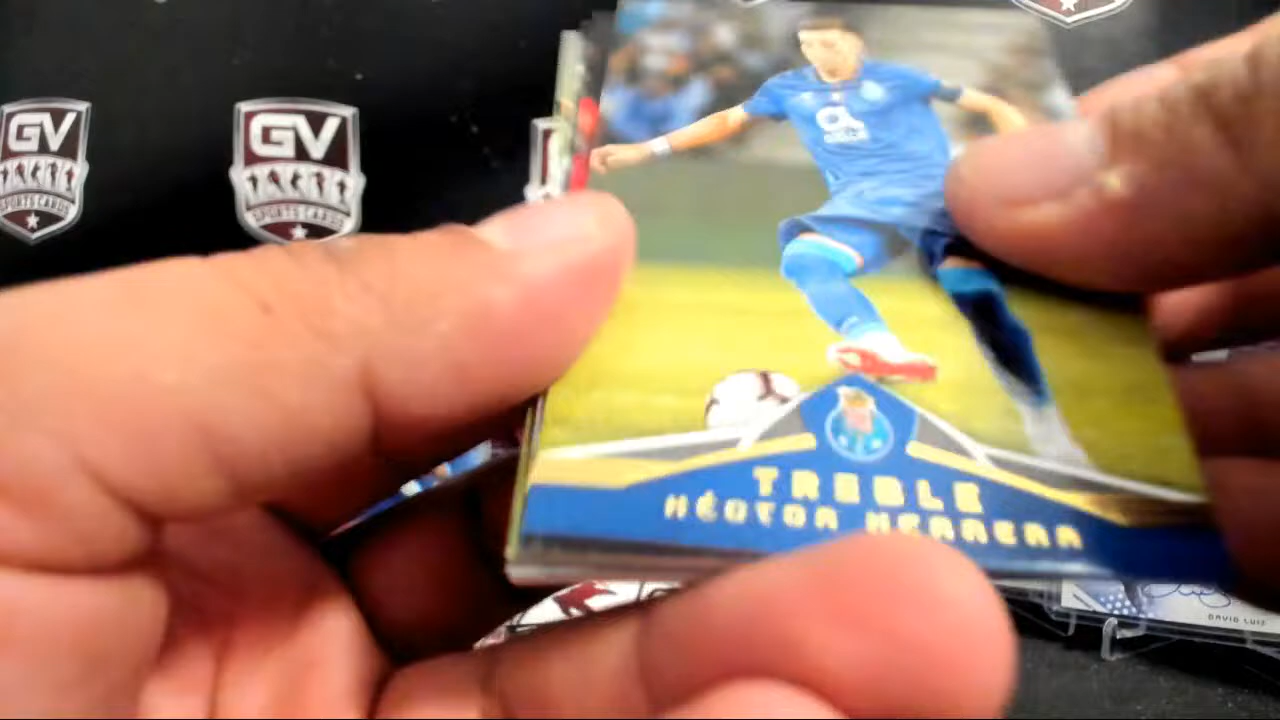 GV
SPORTS CARDS
GV
SPORTS CARDS
TREBLE
HÉCTOR HERRERA
DAVID LUIZ